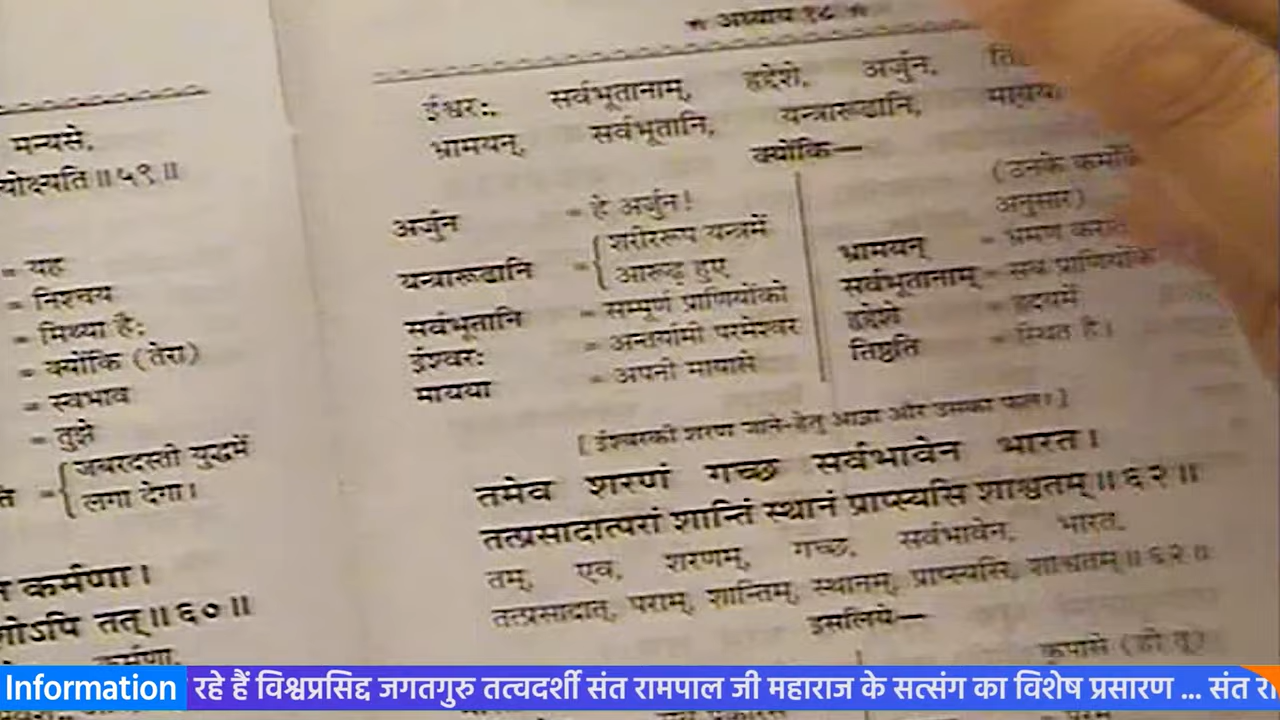 ॥ अध्याय १८ ॥
मन्यसे,
योक्ष्यति॥५९॥
= यह
= निश्चय
= मिथ्या है;
= क्योंकि (तेरा)
= स्वभाव
= तुझे
जबरदस्ती युद्धमें
लगा देगा।
कर्मणा।
तत्॥६०॥
कर्मणा,
ईश्वरः, सर्वभूतानाम्, हृद्देशे, अर्जुन,
भ्रामयन्, सर्वभूतानि, यन्त्रारूढानि,
क्योंकि—
अर्जुन = हे अर्जुन!
यन्त्रारूढानि = शरीररूप यन्त्रमें
आरूढ़ हुए
सर्वभूतानि = सम्पूर्ण प्राणियोंको
ईश्वरः = अन्तर्यामी परमेश्वर
मायया = अपनी मायासे
(उनके कर्मोंके
अनुसार)
भ्रामयन् = भ्रमण
सर्वभूतानाम् = सब प्राणियोंके
हृद्देशे = हृदयमें
तिष्ठति = स्थित है।
[ ईश्वरकी शरण जाने-हेतु आज्ञा और उसका फल। ]
तमेव शरणं गच्छ सर्वभावेन भारत।
तत्प्रसादात्परां शान्तिं स्थानं प्राप्स्यसि शाश्वतम्॥६२॥
तम्, एव, शरणम्, गच्छ, सर्वभावेन, भारत,
तत्प्रसादात्, पराम्, शान्तिम्, स्थानम्, प्राप्स्यसि, शाश्वतम्॥६२॥
इसलिये—
कृपासे (ही तू)
Information रहे हैं विश्वप्रसिद्द जगतगुरु तत्वदर्शी संत रामपाल जी महाराज के सत्संग का विशेष प्रसारण ... संत